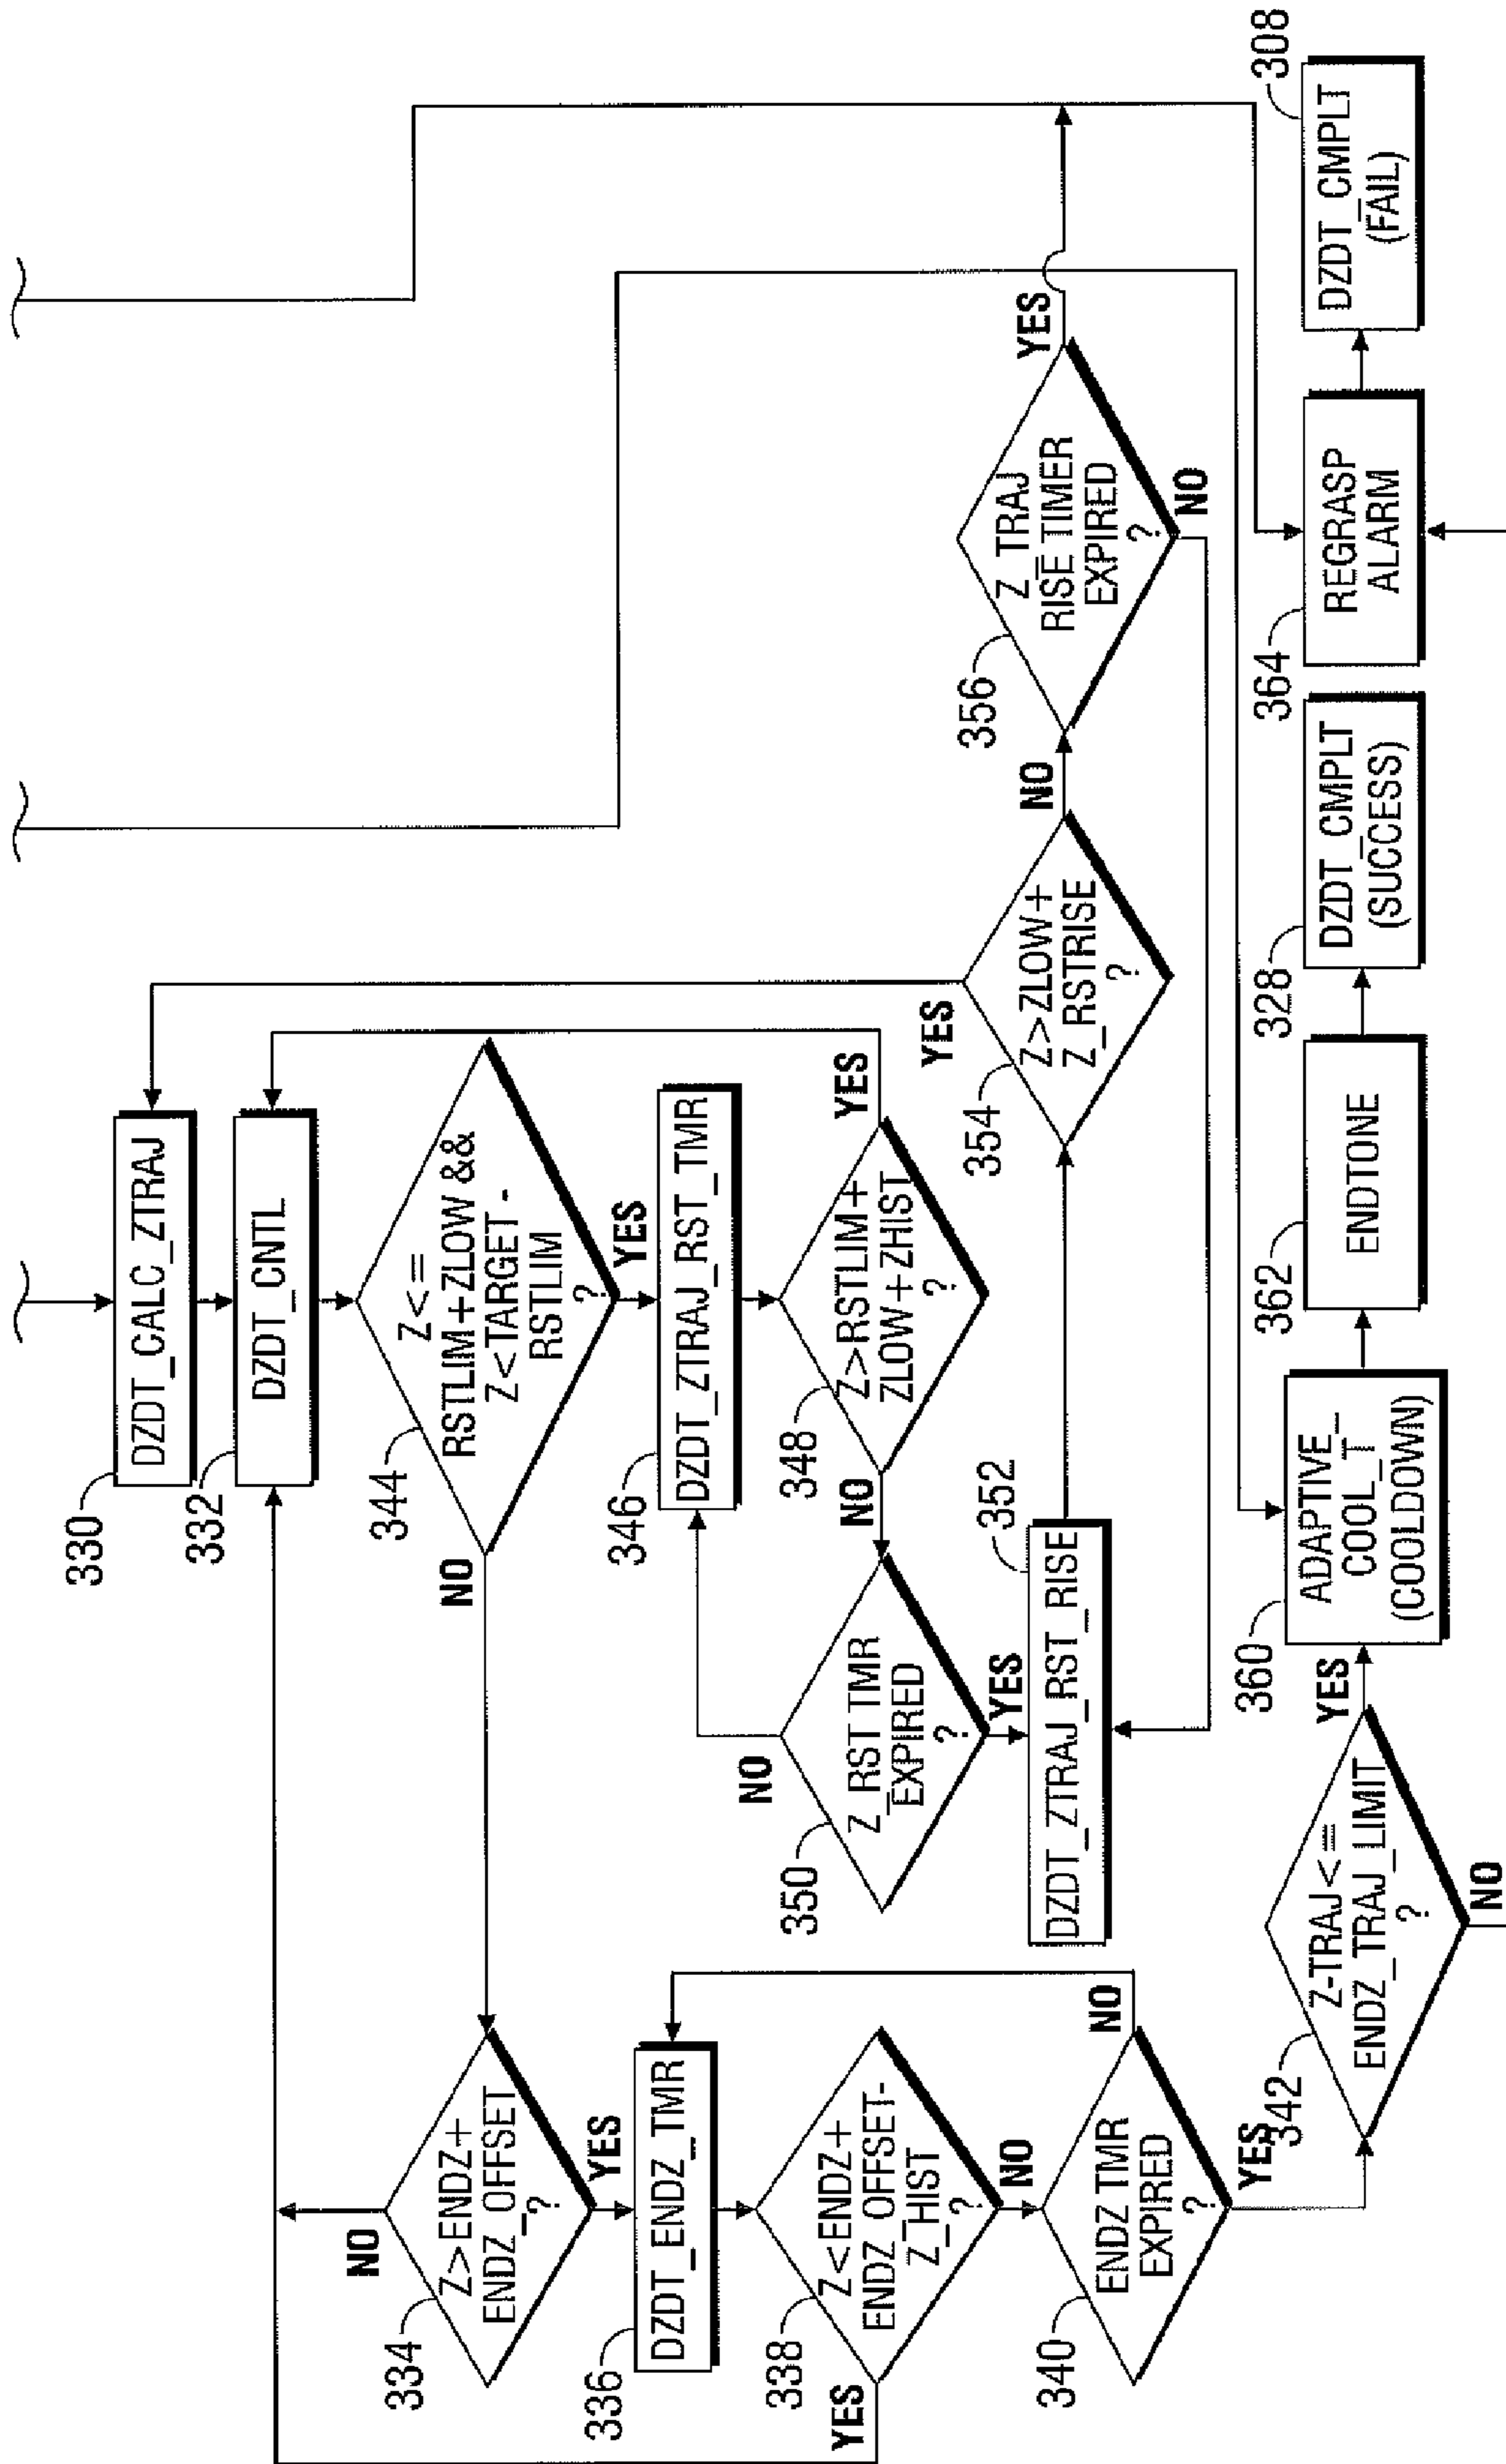 330
DZDT_CALC_ZTRAJ
332
DZDT_CNTL
344
Z<=
RSTLIM+ZLOW &&
Z<TARGET-
RSTLIM
?
NO
YES
334
Z>ENDZ+
ENDZ_OFFSET
?
NO
YES
346
DZDT_ZTRAJ_RST_TMR
336
DZDT_ENDZ_TMR
348
Z>RSTLIM+
ZLOW+ZHIST
?
YES
NO
350
Z_RST TMR
EXPIRED
?
NO
YES
338
Z<ENDZ+
ENDZ_OFFSET-
Z_HIST
?
YES
NO
352
DZDT_ZTRAJ_RST_RISE
354
Z>ZLOW+
Z_RSTRISE
?
YES
NO
356
Z_TRAJ
RISE TIMER
EXPIRED
?
YES
NO
340
ENDZ TMR
EXPIRED
?
NO
YES
342
Z-TRAJ<=
ENDZ_TRAJ_LIMIT
?
YES
NO
360
ADAPTIVE_
COOL_T
(COOLDOWN)
362
ENDTONE
328
DZDT_CMPLT
(SUCCESS)
364
REGRASP
ALARM
308
DZDT_CMPLT
(FAIL)